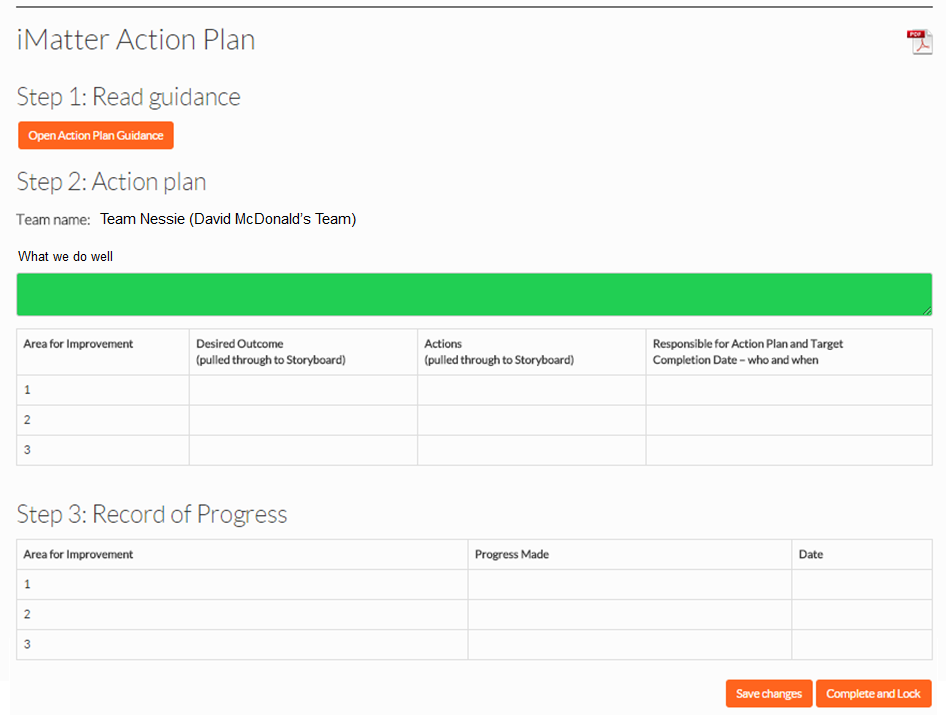 iMatter Action Plan
PDF
Step 1: Read guidance
Open Action Plan Guidance
Step 2: Action plan
Team name: Team Nessie (David McDonald's Team)
What we do well
Area for Improvement
Desired Outcome
(pulled through to Storyboard)
Actions
(pulled through to Storyboard)
Responsible for Action Plan and Target
Completion Date – who and when
1
2
3
Step 3: Record of Progress
Area for Improvement Progress Made Date
1
2
3
Save changes Complete and Lock